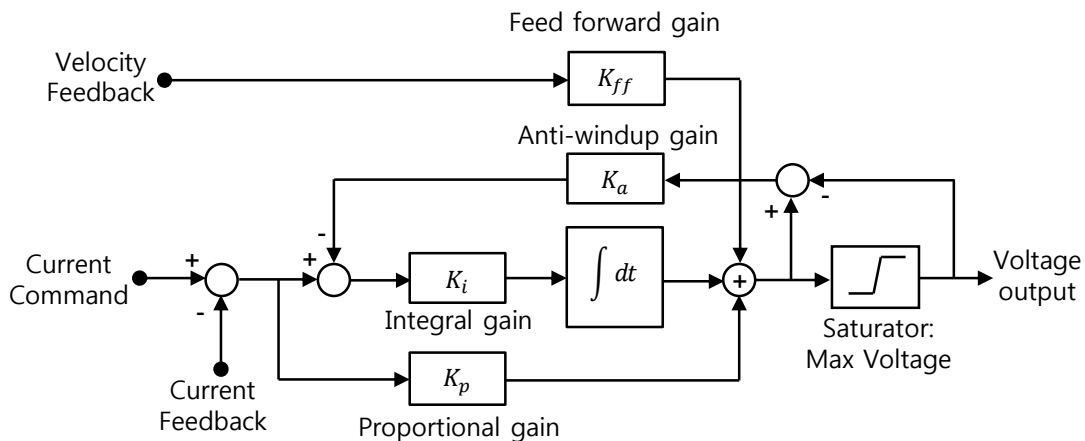 Feed forward gain
Velocity
Feedback
K_ff
Anti-windup gain
K_a
-
+
-
Current
Command
+
-
+
K_i
Integral gain
∫ dt
+
Voltage
output
Saturator:
Max Voltage
Current
Feedback
K_p
Proportional gain